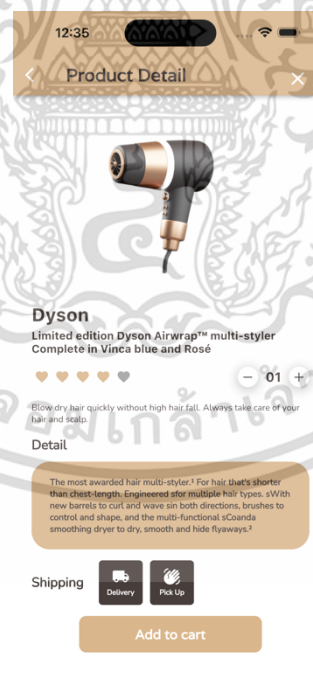 12:35
Product Detail
Dyson
Limited edition Dyson Airwrap™ multi-styler
Complete in Vinca blue and Rosé
01
Blow dry hair quickly without high hair fall. Always take care of your
hair and scalp.
Detail
The most awarded hair multi-styler.¹ For hair that's shorter
than chest-length. Engineered sfor multiple hair types. sWith
new barrels to curl and wave sin both directions, brushes to
control and shape, and the multi-functional sCoanda
smoothing dryer to dry, smooth and hide flyaways.²
Shipping
Delivery
Pick Up
Add to cart